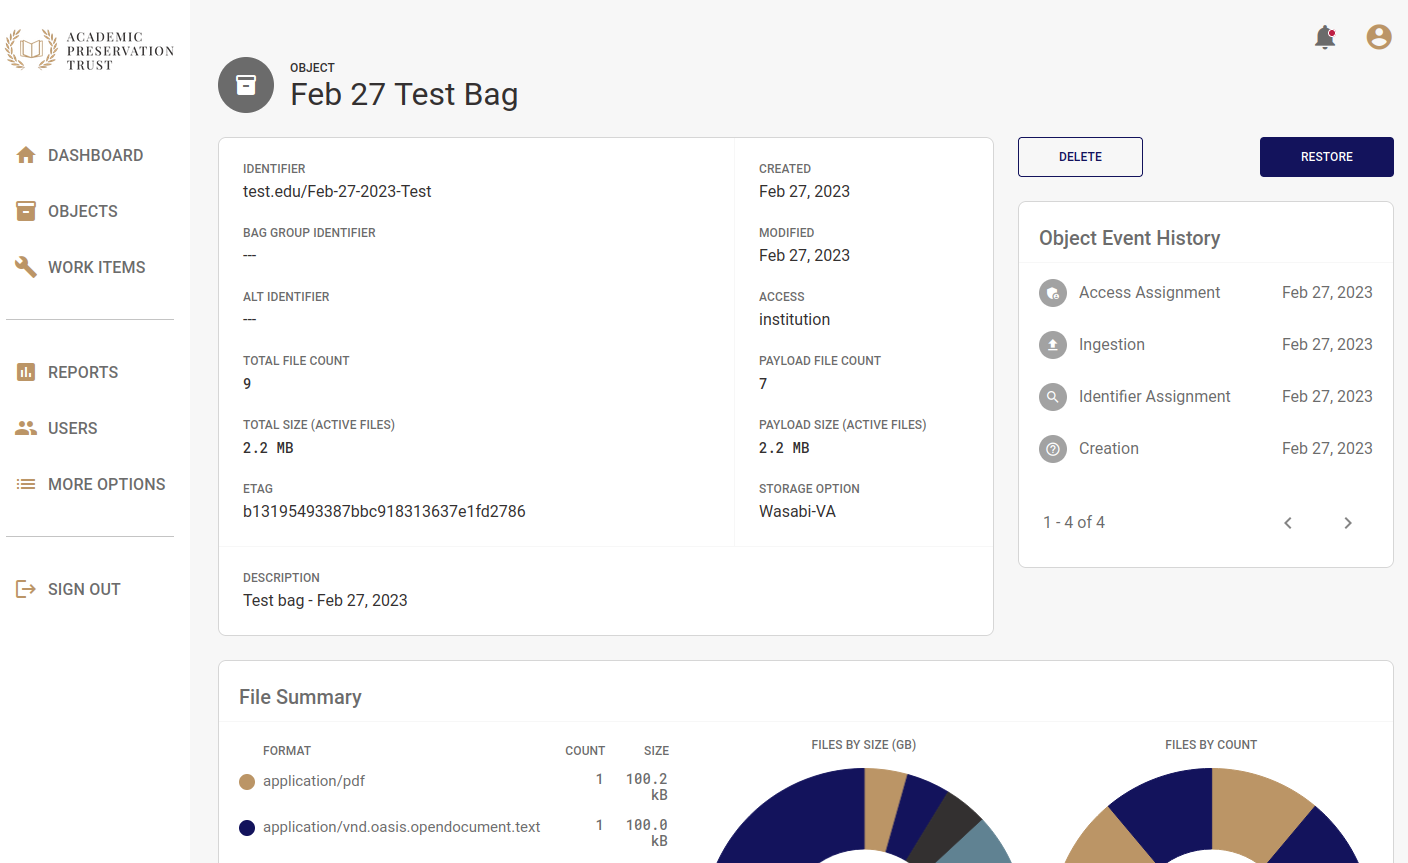 ACADEMIC
PRESERVATION
TRUST
DASHBOARD
OBJECTS
WORK ITEMS
REPORTS
USERS
MORE OPTIONS
SIGN OUT
OBJECT
Feb 27 Test Bag
IDENTIFIER
test.edu/Feb-27-2023-Test
BAG GROUP IDENTIFIER
---
ALT IDENTIFIER
---
TOTAL FILE COUNT
9
TOTAL SIZE (ACTIVE FILES)
2.2 MB
ETAG
b13195493387bbc918313637e1fd2786
CREATED
Feb 27, 2023
MODIFIED
Feb 27, 2023
ACCESS
institution
PAYLOAD FILE COUNT
7
PAYLOAD SIZE (ACTIVE FILES)
2.2 MB
STORAGE OPTION
Wasabi-VA
DESCRIPTION
Test bag - Feb 27, 2023
DELETE
RESTORE
Object Event History
Access Assignment Feb 27, 2023
Ingestion Feb 27, 2023
Identifier Assignment Feb 27, 2023
Creation Feb 27, 2023
1 - 4 of 4
File Summary
FORMAT COUNT SIZE
application/pdf 1 100.2
kB
application/vnd.oasis.opendocument.text 1 100.0
kB
FILES BY SIZE (GB)
FILES BY COUNT